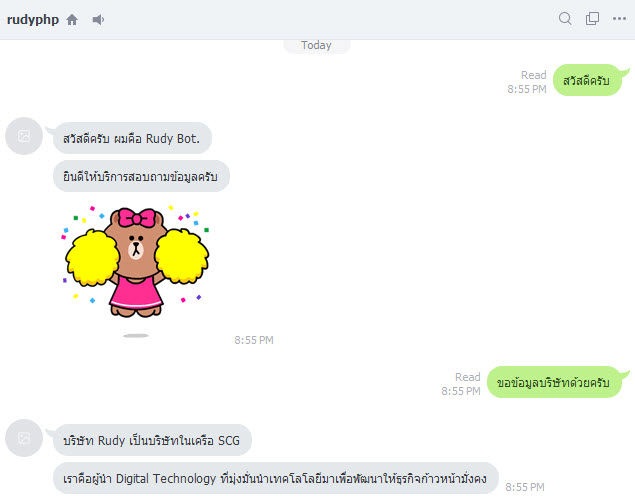 rudyphp
Today
Read
8:55 PM
สวัสดีครับ
สวัสดีครับ ผมคือ Rudy Bot.
ยินดีให้บริการสอบถามข้อมูลครับ
8:55 PM
Read
8:55 PM
ขอข้อมูลบริษัทด้วยครับ
บริษัท Rudy เป็นบริษัทในเครือ SCG
เราคือผู้นำ Digital Technology ที่มุ่งมั่นนำเทคโลโลยีมาเพื่อพัฒนาให้ธุรกิจก้าวหน้ามั่งคง
8:55 PM